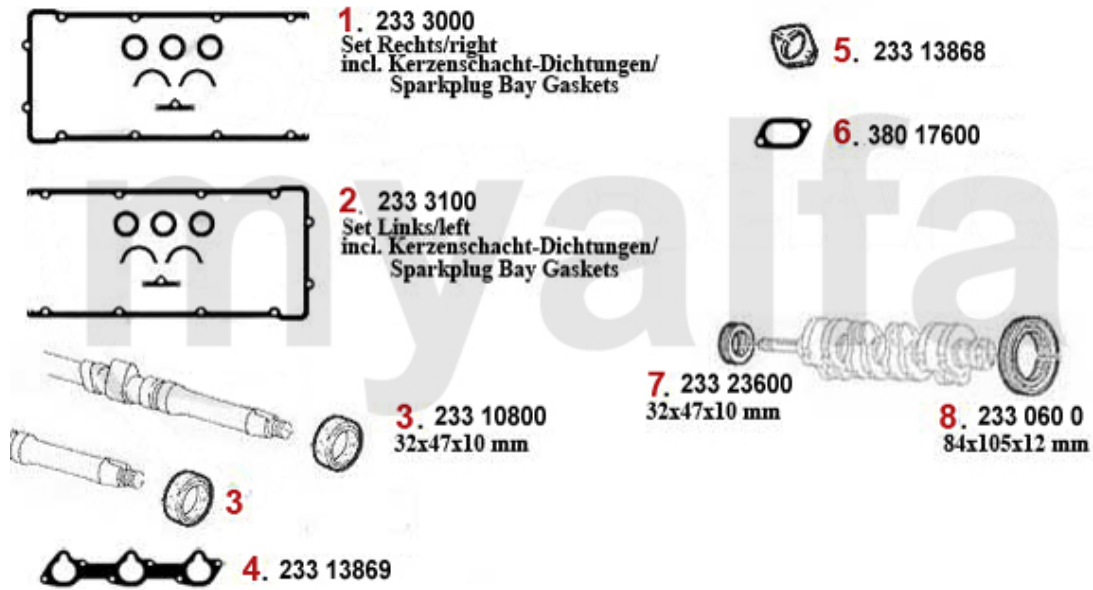 1. 233 3000
Set Rechts/right
incl. Kerzenschacht-Dichtungen/
Sparkplug Bay Gaskets
2. 233 3100
Set Links/left
incl. Kerzenschacht-Dichtungen/
Sparkplug Bay Gaskets
3. 233 10800
32x47x10 mm
3
4. 233 13869
5. 233 13868
6. 380 17600
7. 233 23600
32x47x10 mm
8. 233 060 0
84x105x12 mm
myalfa